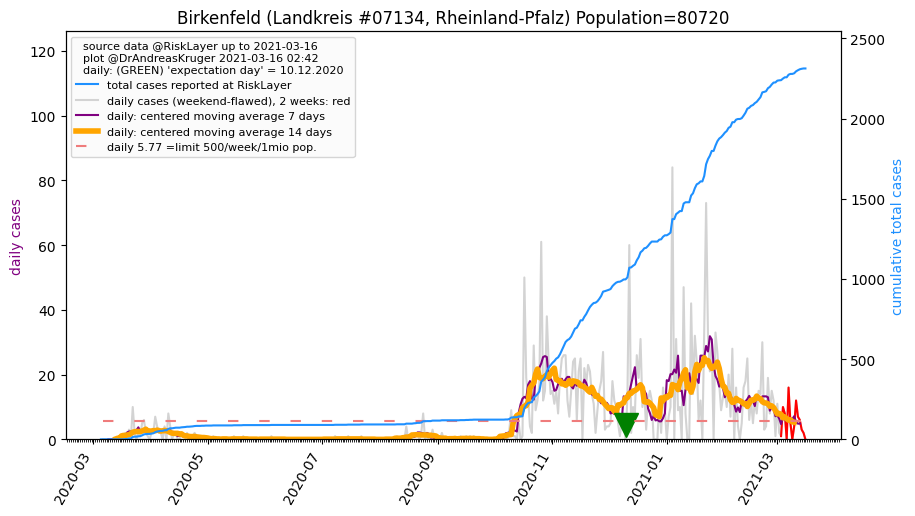 Birkenfeld (Landkreis #07134, Rheinland-Pfalz) Population=80720
source data @RiskLayer up to 2021-03-16
plot @DrAndreasKruger 2021-03-16 02:42
daily: (GREEN) 'expectation day' = 10.12.2020
total cases reported at RiskLayer
daily cases (weekend-flawed), 2 weeks: red
daily: centered moving average 7 days
daily: centered moving average 14 days
daily 5.77 =limit 500/week/1mio pop.
daily cases
120
100
80
60
40
20
0
cumulative total cases
2500
2000
1500
1000
500
0
2020-03
2020-05
2020-07
2020-09
2020-11
2021-01
2021-03